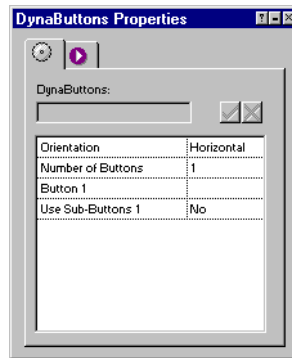 DynaButtons Properties
DynaButtons:
Orientation Horizontal
Number of Buttons 1
Button 1
Use Sub-Buttons 1 No